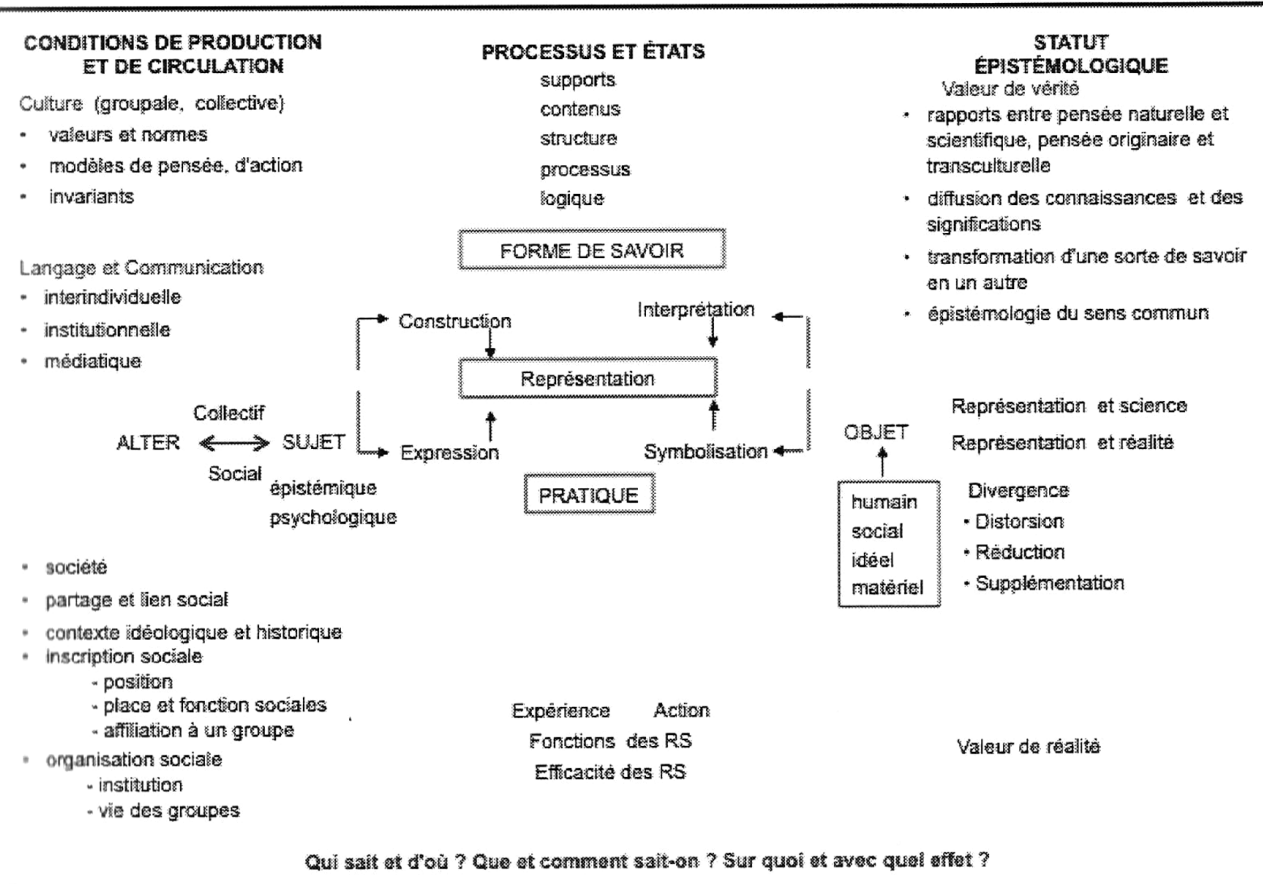 CONDITIONS DE PRODUCTION
ET DE CIRCULATION
Culture (groupale, collective)
• valeurs et normes
• modèles de pensée, d'action
• invariants
Langage et Communication
• interindividuelle
• institutionnelle
• médiatique
Collectif
ALTER SUJET
Social
épistémique
psychologique
• société
• partage et lien social
• contexte idéologique et historique
• inscription sociale
- position
- place et fonction sociales
- affiliation à un groupe
• organisation sociale
- institution
- vie des groupes
PROCESSUS ET ÉTATS
supports
contenus
structure
processus
logique
FORME DE SAVOIR
Construction Interprétation
Représentation
Expression Symbolisation
PRATIQUE
Expérience Action
Fonctions des RS
Efficacité des RS
STATUT
ÉPISTÉMOLOGIQUE
Valeur de vérité
• rapports entre pensée naturelle et
scientifique, pensée originaire et
transculturelle
• diffusion des connaissances et des
significations
• transformation d'une sorte de savoir
en un autre
• épistémologie du sens commun
Représentation et science
OBJET
Représentation et réalité
humain
social
idéel
matériel
Divergence
• Distorsion
• Réduction
• Supplémentation
Valeur de réalité
Qui sait et d'où ? Que et comment sait-on ? Sur quoi et avec quel effet ?